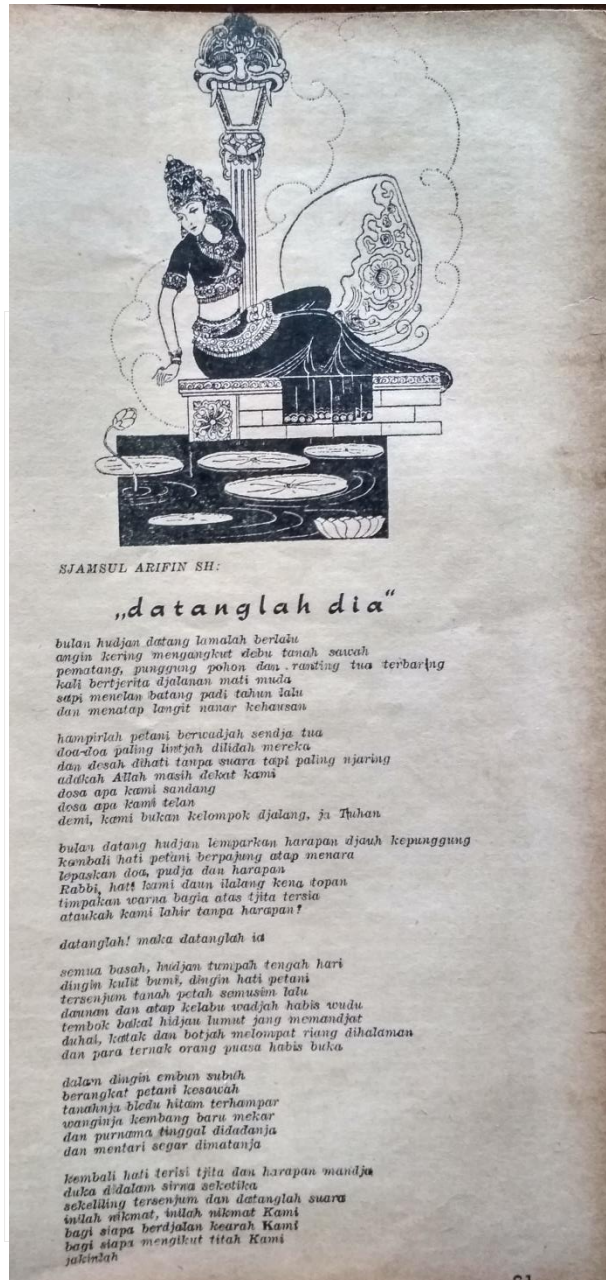 SJAMSUL ARIFIN SH:
„datanglah dia“
bulan hudjan datang lamalah berlalu
angin kering mengangkut debu tanah sawah
pematang, punggung pohon dan ranting tua terbaring
kali bertjerita djalanan mati muda
sapi menelan batang padi tahun lalu
dan menatap langit nanar kehausan
hampirlah petani berwadjah sendja tua
doa-doa paling lintjah dilidah mereka
dan desah dihati tanpa suara tapi paling njaring
adakah Allah masih dekat kami
dosa apa kami sandang
dosa apa kami telan
demi, kami bukan kelompok djalang, ja Tuhan
bulan datang hudjan lemparkan harapan djauh kepunggung
kembali hati petani berpajung atap menara
lepaskan doa, pudja dan harapan
Rabbi, hati kami daun ilalang kena topan
timpakan warna bagia atas tjita tersia
ataukah kami lahir tanpa harapan?
datanglah! maka datanglah ia
semua basah, hudjan tumpah tengah hari
dingin kulit bumi, dingin hati petani
tersenjum tanah petah semusim lalu
daunan dan atap kelabu wadjah habis wudu
tembok bakal hidjau lumut jang memandjat
duhai, katak dan botjah melompat riang dihalaman
dan para ternak orang puasa habis buka
dalam dingin embun subuh
berangkat petani kesawah
tanahnja bledu hitam terhampar
wanginja kembang baru mekar
dan purnama tinggal didadanja
dan mentari segar dimatanja
kembali hati terisi tjita dan harapan mandja
duka didalam sirna seketika
sekeliling tersenjum dan datanglah suara
inilah nikmat, inilah nikmat Kami
bagi siapa berdjalan kearah Kami
bagi siapa mengikut titah Kami
jakinlah